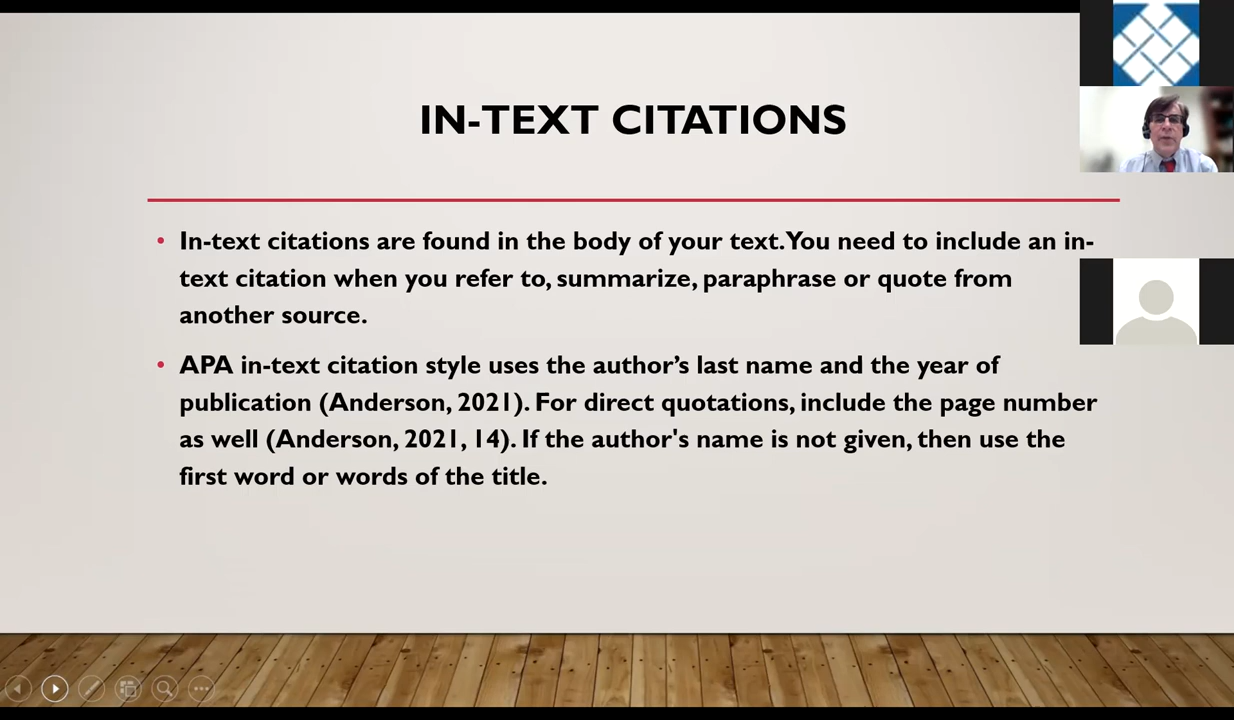 IN-TEXT CITATIONS
• In-text citations are found in the body of your text. You need to include an in-
text citation when you refer to, summarize, paraphrase or quote from
another source.
• APA in-text citation style uses the author’s last name and the year of
publication (Anderson, 2021). For direct quotations, include the page number
as well (Anderson, 2021, 14). If the author's name is not given, then use the
first word or words of the title.